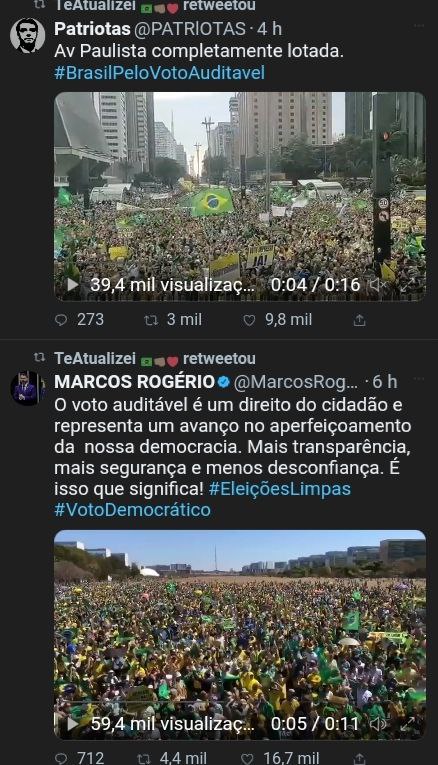 TeAtualizei 🇧🇷👊🏽❤️ retweetou
Patriotas @PATRlOTAS · 4 h
Av Paulista completamente lotada.
#BrasilPeloVotoAuditavel
JÁ!
39,4 mil visualizaç... 0:04 / 0:16
273 3 mil 9,8 mil
TeAtualizei 🇧🇷👊🏽❤️ retweetou
MARCOS ROGÉRIO @MarcosRog... · 6 h
O voto auditável é um direito do cidadão e
representa um avanço no aperfeiçoamento
da nossa democracia. Mais transparência,
mais segurança e menos desconfiança. É
isso que significa! #EleiçõesLimpas
#VotoDemocrático
59,4 mil visualizaç... 0:05 / 0:11
712 4,4 mil 16,7 mil